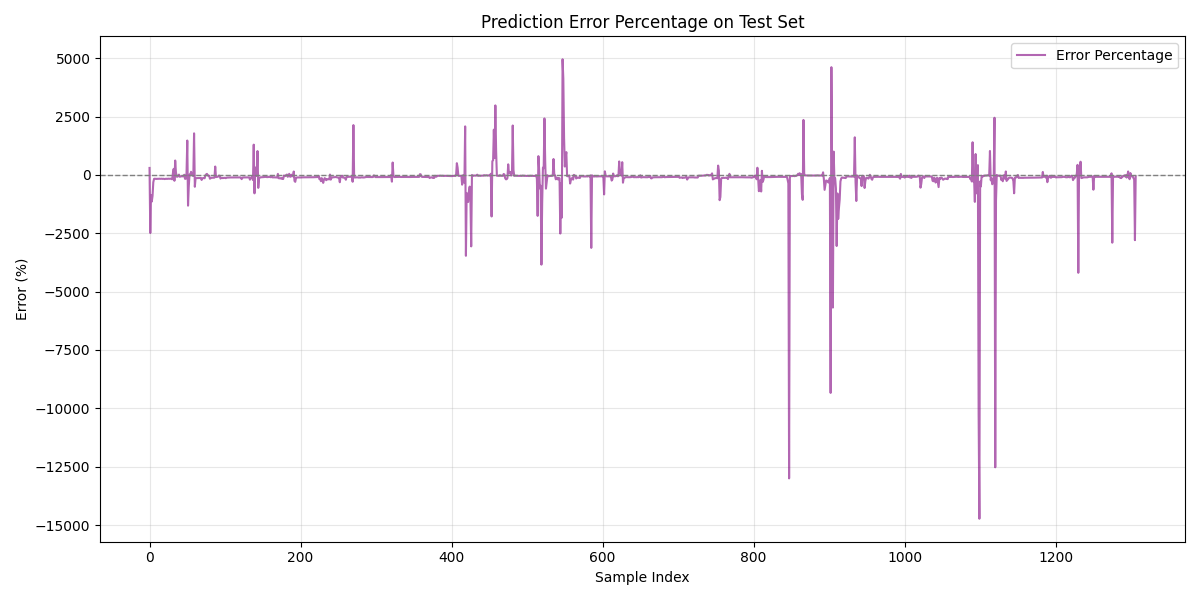 Prediction Error Percentage on Test Set
Error Percentage
Error (%)
5000
2500
0
−2500
−5000
−7500
−10000
−12500
−15000
0 200 400 600 800 1000 1200
Sample Index